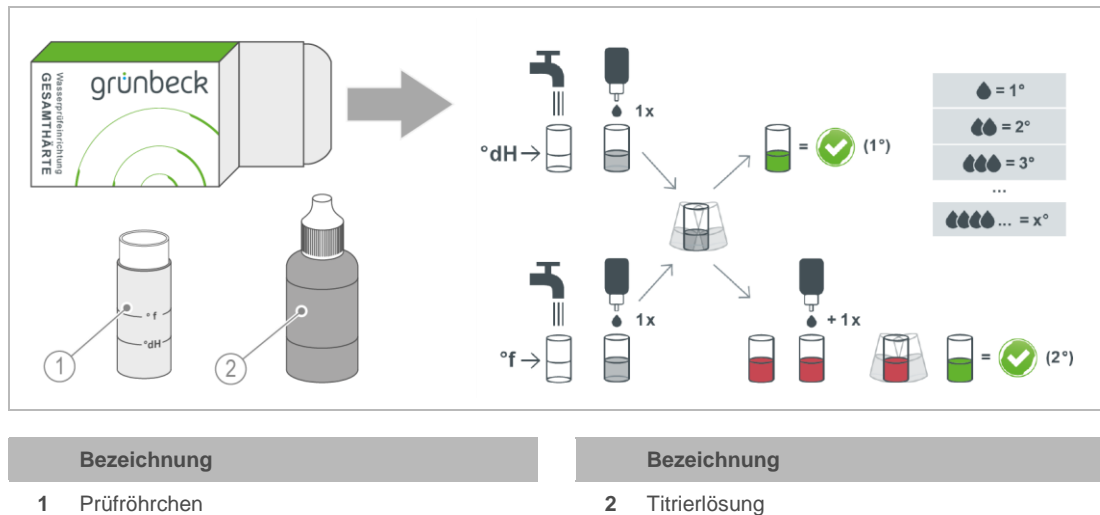 grünbeck
Wasserprüfeinrichtung
GESAMTHÄRTE
° f
°dH
1
2
1x
°dH
= (1°)
1x
°f
+ 1x
= (2°)
= 1°
= 2°
= 3°
...
... = x°
Bezeichnung
1 Prüfröhrchen
Bezeichnung
2 Titrierlösung